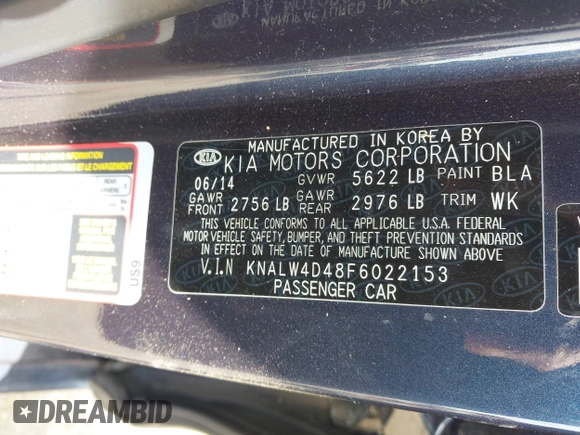 MANUFACTURED IN KOREA BY
KIA KIA MOTORS CORPORATION
06/14 GVWR 5622 LB PAINT BLA
GAWR FRONT 2756 LB GAWR REAR 2976 LB TRIM WK
THIS VEHICLE CONFORMS TO ALL APPLICABLE U.S.A. FEDERAL
MOTOR VEHICLE SAFETY, BUMPER, AND THEFT PREVENTION STANDARDS
IN EFFECT ON THE DATE OF MANUFACTURE SHOWN ABOVE
V.I.N KNALW4D48F6022153
PASSENGER CAR
US9
DREAMBID